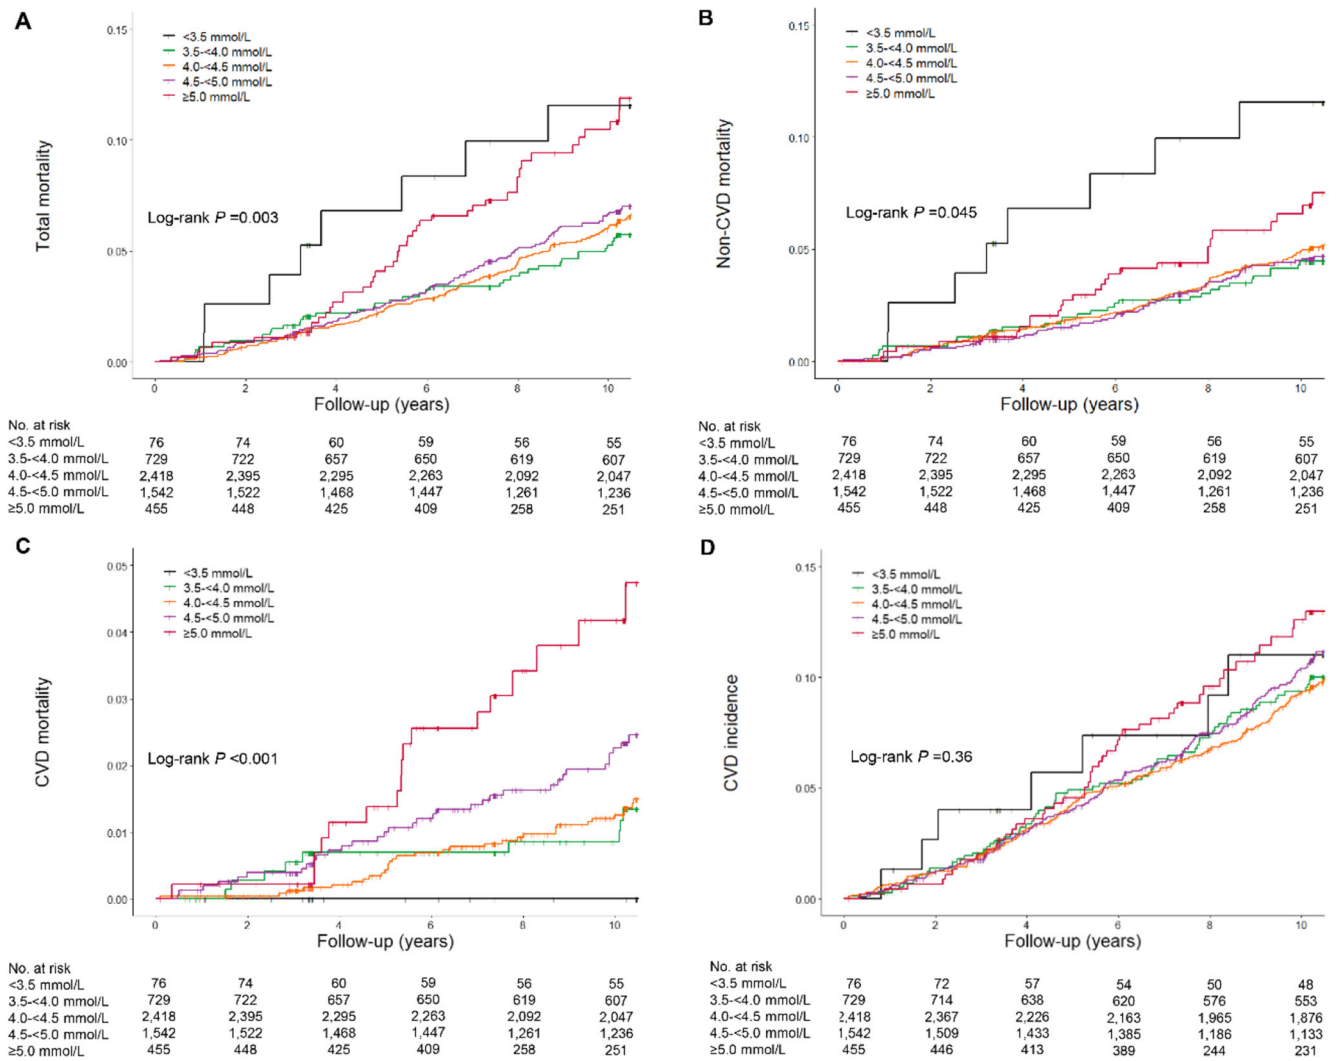 A
0.15
<3.5 mmol/L
3.5-<4.0 mmol/L
4.0-<4.5 mmol/L
4.5-<5.0 mmol/L
≥5.0 mmol/L
0.10
Total mortality
Log-rank P =0.003
0.05
0.00
0 2 4 6 8 10
Follow-up (years)
No. at risk
<3.5 mmol/L 76 74 60 59 56 55
3.5-<4.0 mmol/L 729 722 657 650 619 607
4.0-<4.5 mmol/L 2,418 2,395 2,295 2,263 2,092 2,047
4.5-<5.0 mmol/L 1,542 1,522 1,468 1,447 1,261 1,236
≥5.0 mmol/L 455 448 425 409 258 251
B
0.15
<3.5 mmol/L
3.5-<4.0 mmol/L
4.0-<4.5 mmol/L
4.5-<5.0 mmol/L
≥5.0 mmol/L
0.10
Non-CVD mortality
Log-rank P =0.045
0.05
0.00
0 2 4 6 8 10
Follow-up (years)
No. at risk
<3.5 mmol/L 76 74 60 59 56 55
3.5-<4.0 mmol/L 729 722 657 650 619 607
4.0-<4.5 mmol/L 2,418 2,395 2,295 2,263 2,092 2,047
4.5-<5.0 mmol/L 1,542 1,522 1,468 1,447 1,261 1,236
≥5.0 mmol/L 455 448 425 409 258 251
C
0.05
<3.5 mmol/L
3.5-<4.0 mmol/L
4.0-<4.5 mmol/L
4.5-<5.0 mmol/L
≥5.0 mmol/L
0.04
0.03
CVD mortality
Log-rank P <0.001
0.02
0.01
0.00
0 2 4 6 8 10
Follow-up (years)
No. at risk
<3.5 mmol/L 76 74 60 59 56 55
3.5-<4.0 mmol/L 729 722 657 650 619 607
4.0-<4.5 mmol/L 2,418 2,395 2,295 2,263 2,092 2,047
4.5-<5.0 mmol/L 1,542 1,522 1,468 1,447 1,261 1,236
≥5.0 mmol/L 455 448 425 409 258 251
D
0.15
<3.5 mmol/L
3.5-<4.0 mmol/L
4.0-<4.5 mmol/L
4.5-<5.0 mmol/L
≥5.0 mmol/L
0.10
CVD incidence
Log-rank P =0.36
0.05
0.00
0 2 4 6 8 10
Follow-up (years)
No. at risk
<3.5 mmol/L 76 72 57 54 50 48
3.5-<4.0 mmol/L 729 714 638 620 576 553
4.0-<4.5 mmol/L 2,418 2,367 2,226 2,163 1,965 1,876
4.5-<5.0 mmol/L 1,542 1,509 1,433 1,385 1,186 1,133
≥5.0 mmol/L 455 446 413 389 244 231